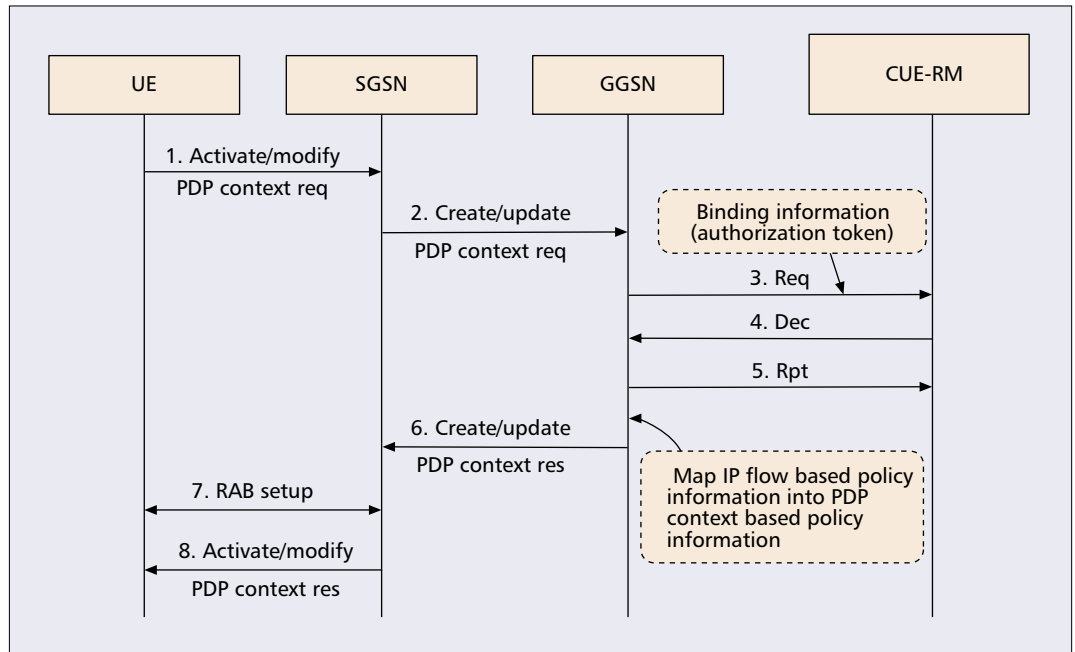 UE
SGSN
GGSN
CUE-RM
1. Activate/modify
PDP context req
2. Create/update
PDP context req
Binding information
(authorization token)
3. Req
4. Dec
5. Rpt
6. Create/update
PDP context res
Map IP flow based policy
information into PDP
context based policy
information
7. RAB setup
8. Activate/modify
PDP context res